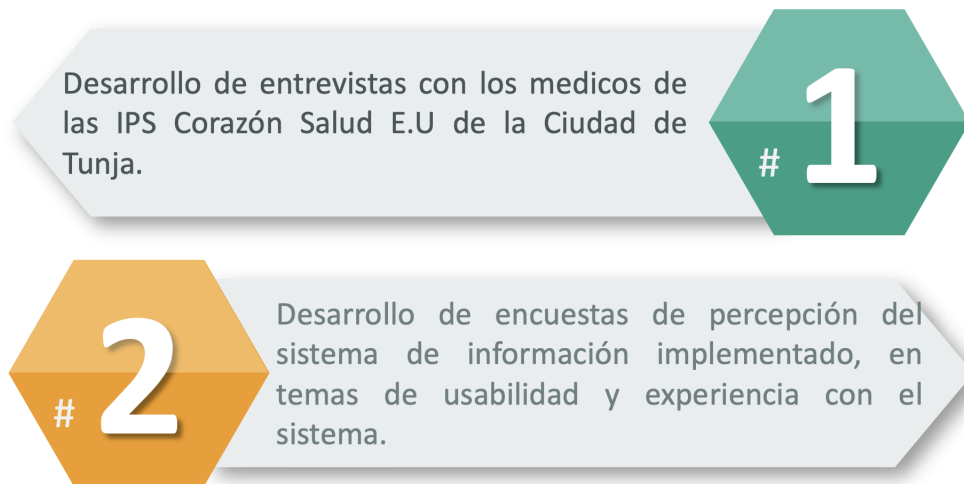 Desarrollo de entrevistas con los medicos de
las IPS Corazón Salud E.U de la Ciudad de
Tunja.
# 1
# 2
Desarrollo de encuestas de percepción del
sistema de información implementado, en
temas de usabilidad y experiencia con el
sistema.